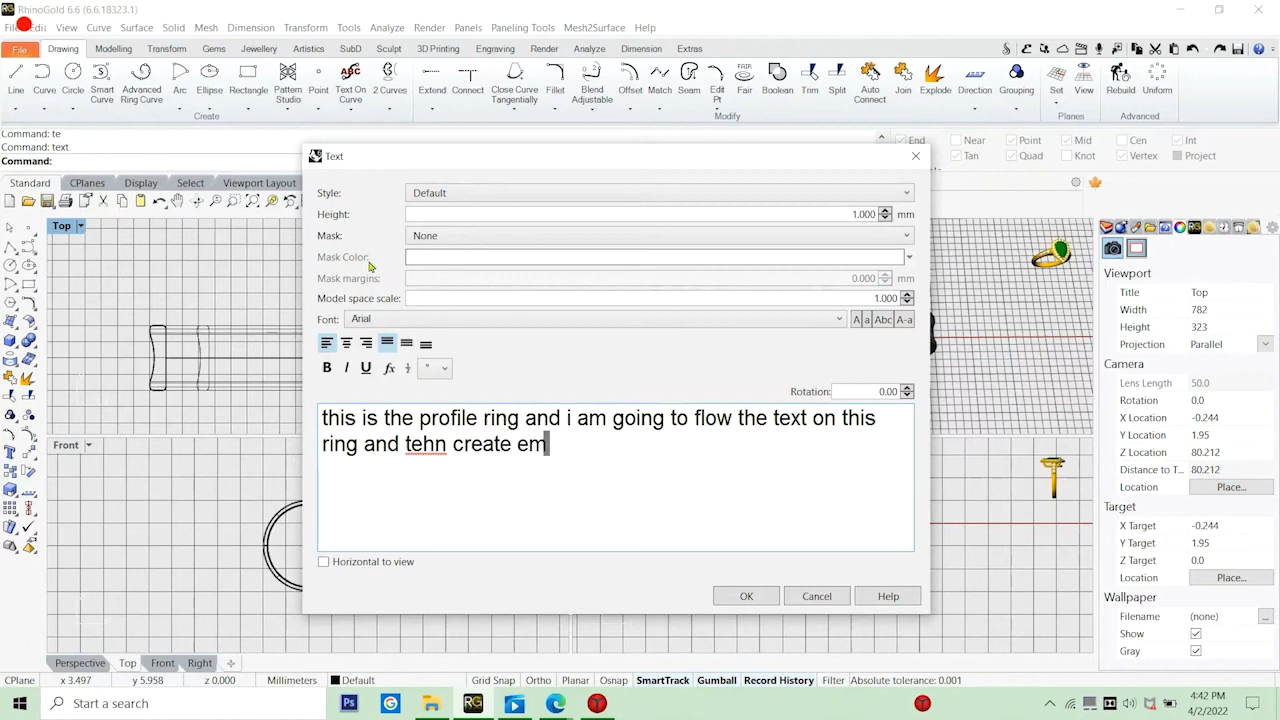 RhinoGold 6.6 (6.6.18323.1)
File Edit View Curve Surface Solid Mesh Dimension Transform Tools Analyze Render Panels Paneling Tools Mesh2Surface Help
File Drawing Modelling Transform Gems Jewellery Artistics SubD Sculpt 3D Printing Engraving Render Analyze Dimension Extras
Line Curve Circle Smart Curve Advanced Ring Curve Arc Ellipse Rectangle Pattern Studio Point Text On Curve 2 Curves Extend Connect Close Curve Tangentially Fillet Blend Adjustable Offset Match Seam Edit Pt Fair Boolean Trim Split Auto Connect Join Explode Direction Grouping Set View Rebuild Uniform
Create Modify Planes Advanced
Command: te
Command: text
Command:
End Near Point Mid Cen Int
Tan Quad Knot Vertex Project
Standard CPlanes Display Select Viewport Layout
Top
Front
Text
Style: Default
Height: 1.000 mm
Mask: None
Mask Color:
Mask margins: 0.000 mm
Model space scale: 1.000
Font: Arial A a Abc A-a
B I U fx ½ °
Rotation: 0.00
this is the profile ring and i am going to flow the text on this
ring and tehn create em
Horizontal to view
OK Cancel Help
Viewport
Title Top
Width 782
Height 323
Projection Parallel
Camera
Lens Length 50.0
Rotation 0.0
X Location -0.244
Y Location 1.95
Z Location 80.212
Distance to T... 80.212
Location Place...
Target
X Target -0.244
Y Target 1.95
Z Target 0.0
Location Place...
Wallpaper
Filename (none) ...
Show
Gray
Perspective Top Front Right
CPlane x 3.497 y 5.958 z 0.000 Millimeters Default Grid Snap Ortho Planar Osnap SmartTrack Gumball Record History Filter Absolute tolerance: 0.001
Start a search
4:42 PM
4/2/2022